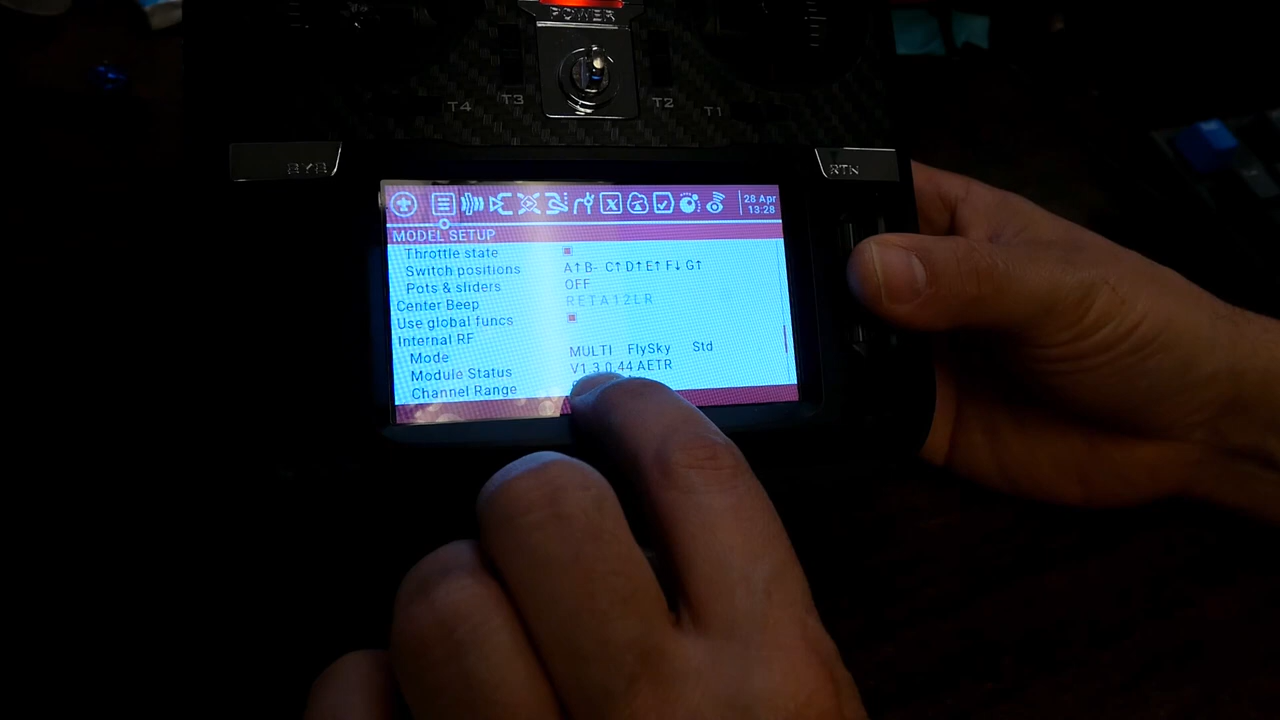 POWER
T4 T3 T2 T1
SYS
RTN
28 Apr
13:28
MODEL SETUP
Throttle state
Switch positions A↑B- C↑D↑E↑F↓G↑
Pots & sliders OFF
Center Beep RETA12LR
Use global funcs
Internal RF
Mode MULTI FlySky Std
Module Status V1.3.0.44 AETR
Channel Range